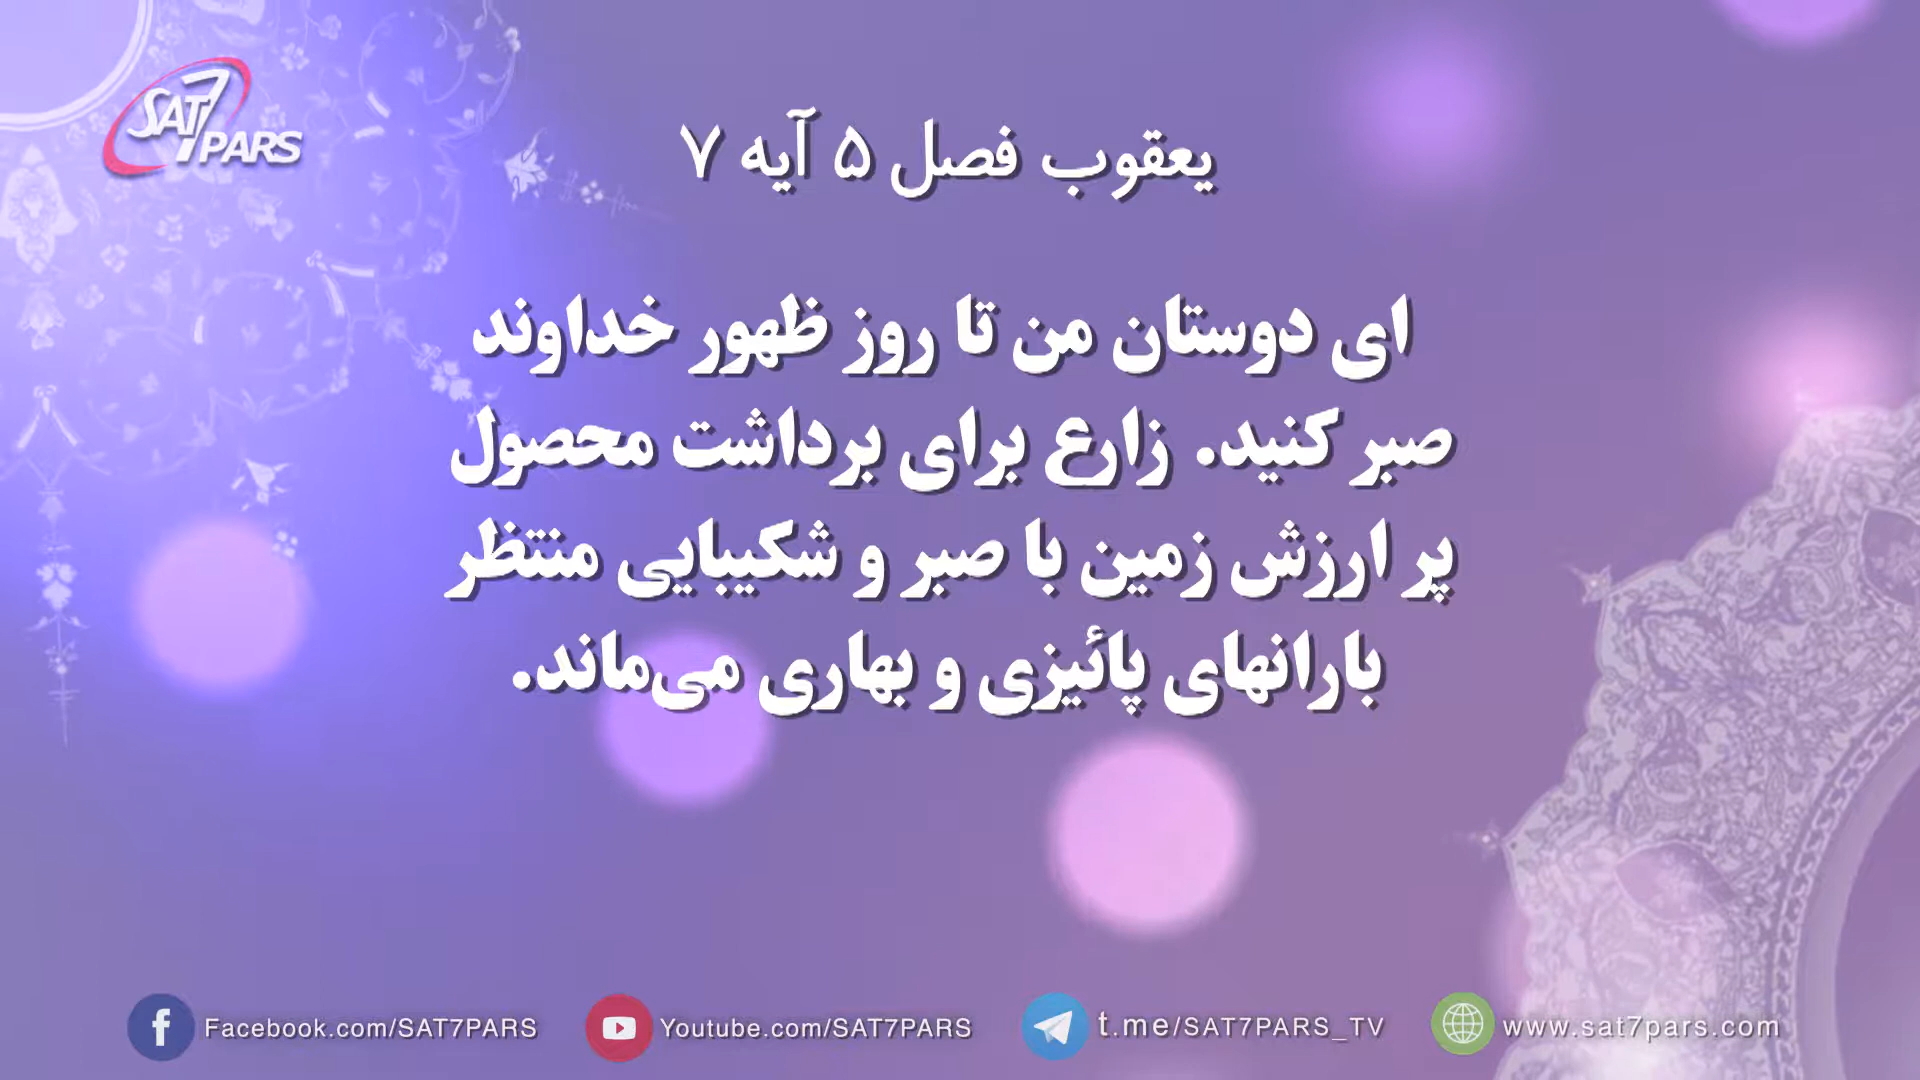 SAT7 PARS
یعقوب فصل ۵ آیه ۷
ای دوستان من تا روز ظهور خداوند
صبر کنید. زارع برای برداشت محصول
پر ارزش زمین با صبر و شکیبایی منتظر
بارانهای پائیزی و بهاری می‌ماند.
Facebook.com/SAT7PARS
Youtube.com/SAT7PARS
t.me/SAT7PARS_TV
www.sat7pars.com